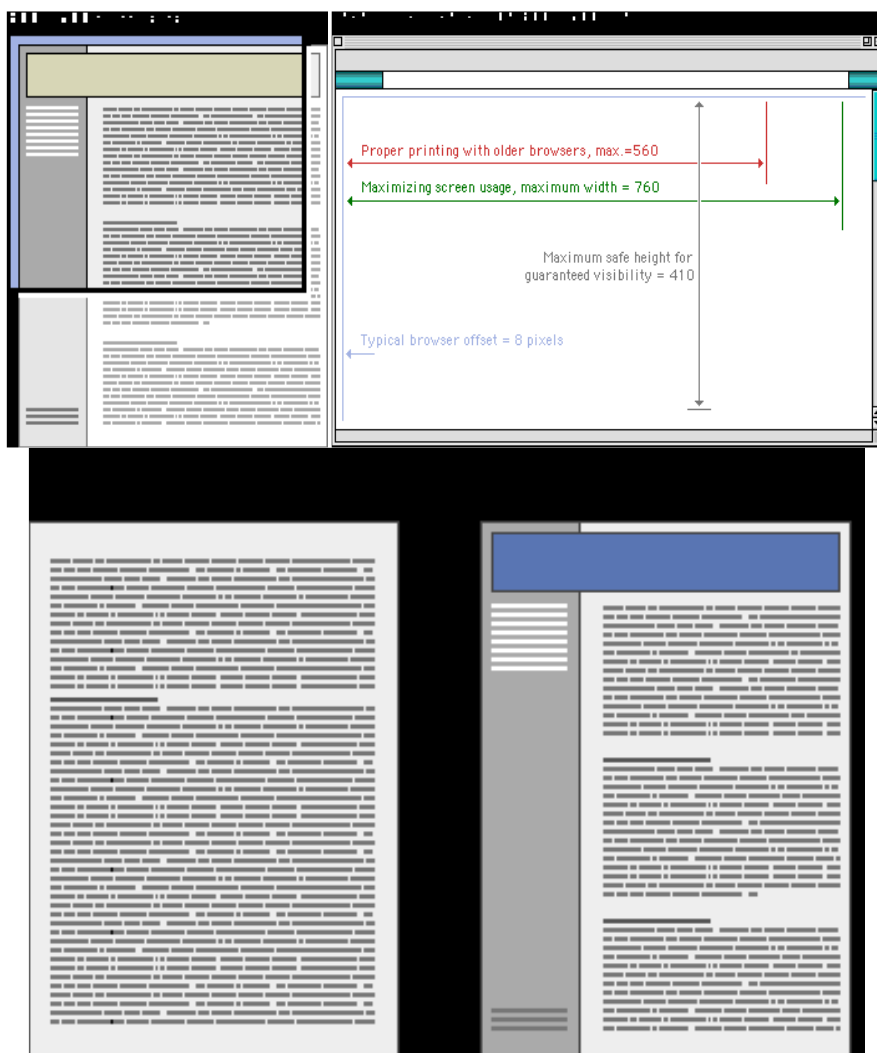 Proper printing with older browsers, max.=560
Maximizing screen usage, maximum width = 760
Maximum safe height for
guaranteed visibility = 410
Typical browser offset = 8 pixels